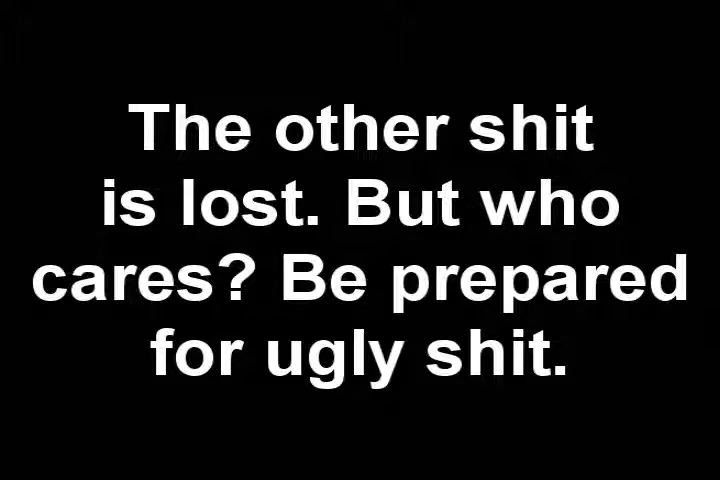 The other shit
is lost. But who
cares? Be prepared
for ugly shit.